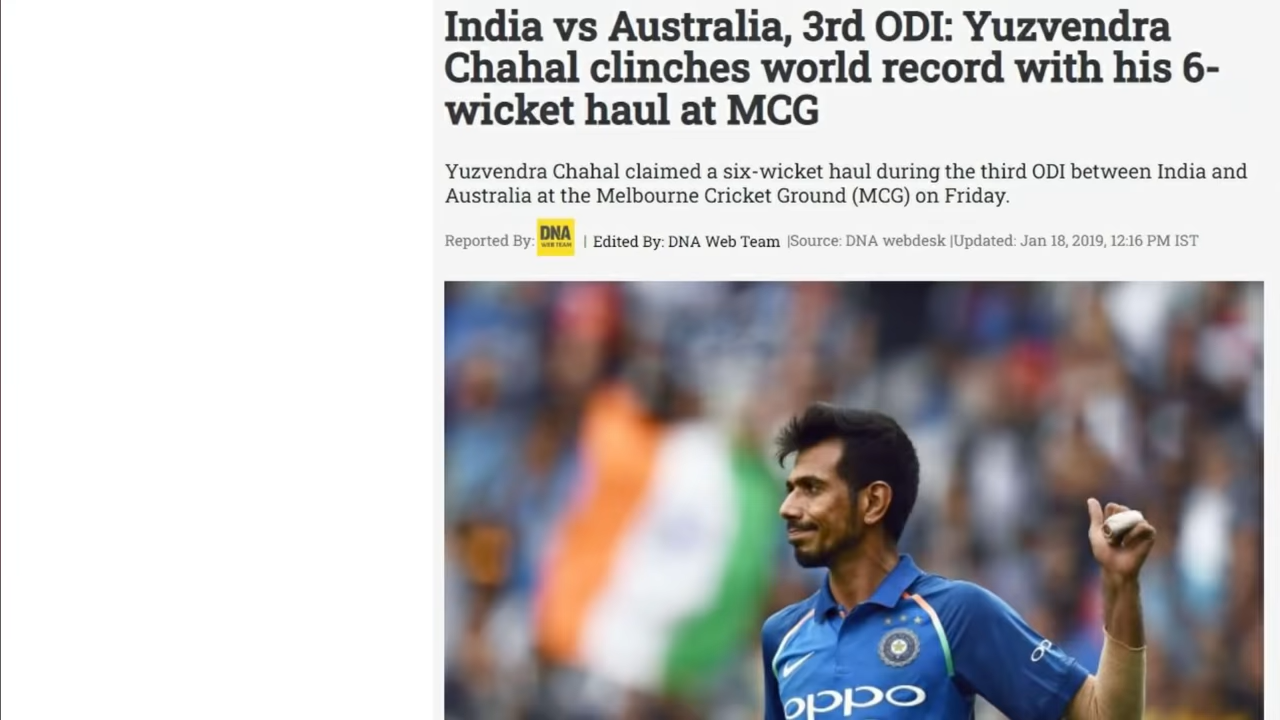 India vs Australia, 3rd ODI: Yuzvendra
Chahal clinches world record with his 6-
wicket haul at MCG
Yuzvendra Chahal claimed a six-wicket haul during the third ODI between India and
Australia at the Melbourne Cricket Ground (MCG) on Friday.
Reported By: DNA WEB TEAM | Edited By: DNA Web Team |Source: DNA webdesk |Updated: Jan 18, 2019, 12:16 PM IST
oppo